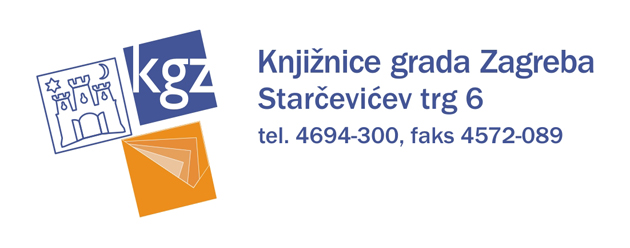 kgz
Knjižnice grada Zagreba
Starčevićev trg 6
tel. 4694-300, faks 4572-089